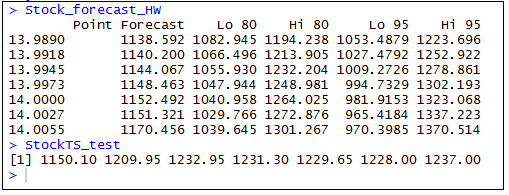 > Stock_forecast_HW
        Point Forecast    Lo 80    Hi 80     Lo 95    Hi 95
13.9890       1138.592 1082.945 1194.238 1053.4879 1223.696
13.9918       1140.200 1066.496 1213.905 1027.4792 1252.922
13.9945       1144.067 1055.930 1232.204 1009.2726 1278.861
13.9973       1148.463 1047.944 1248.981  994.7329 1302.193
14.0000       1152.492 1040.958 1264.025  981.9153 1323.068
14.0027       1151.321 1029.766 1272.876  965.4184 1337.223
14.0055       1170.456 1039.645 1301.267  970.3985 1370.514
> StockTS_test
[1] 1150.10 1209.95 1232.95 1231.30 1229.65 1228.00 1237.00
>